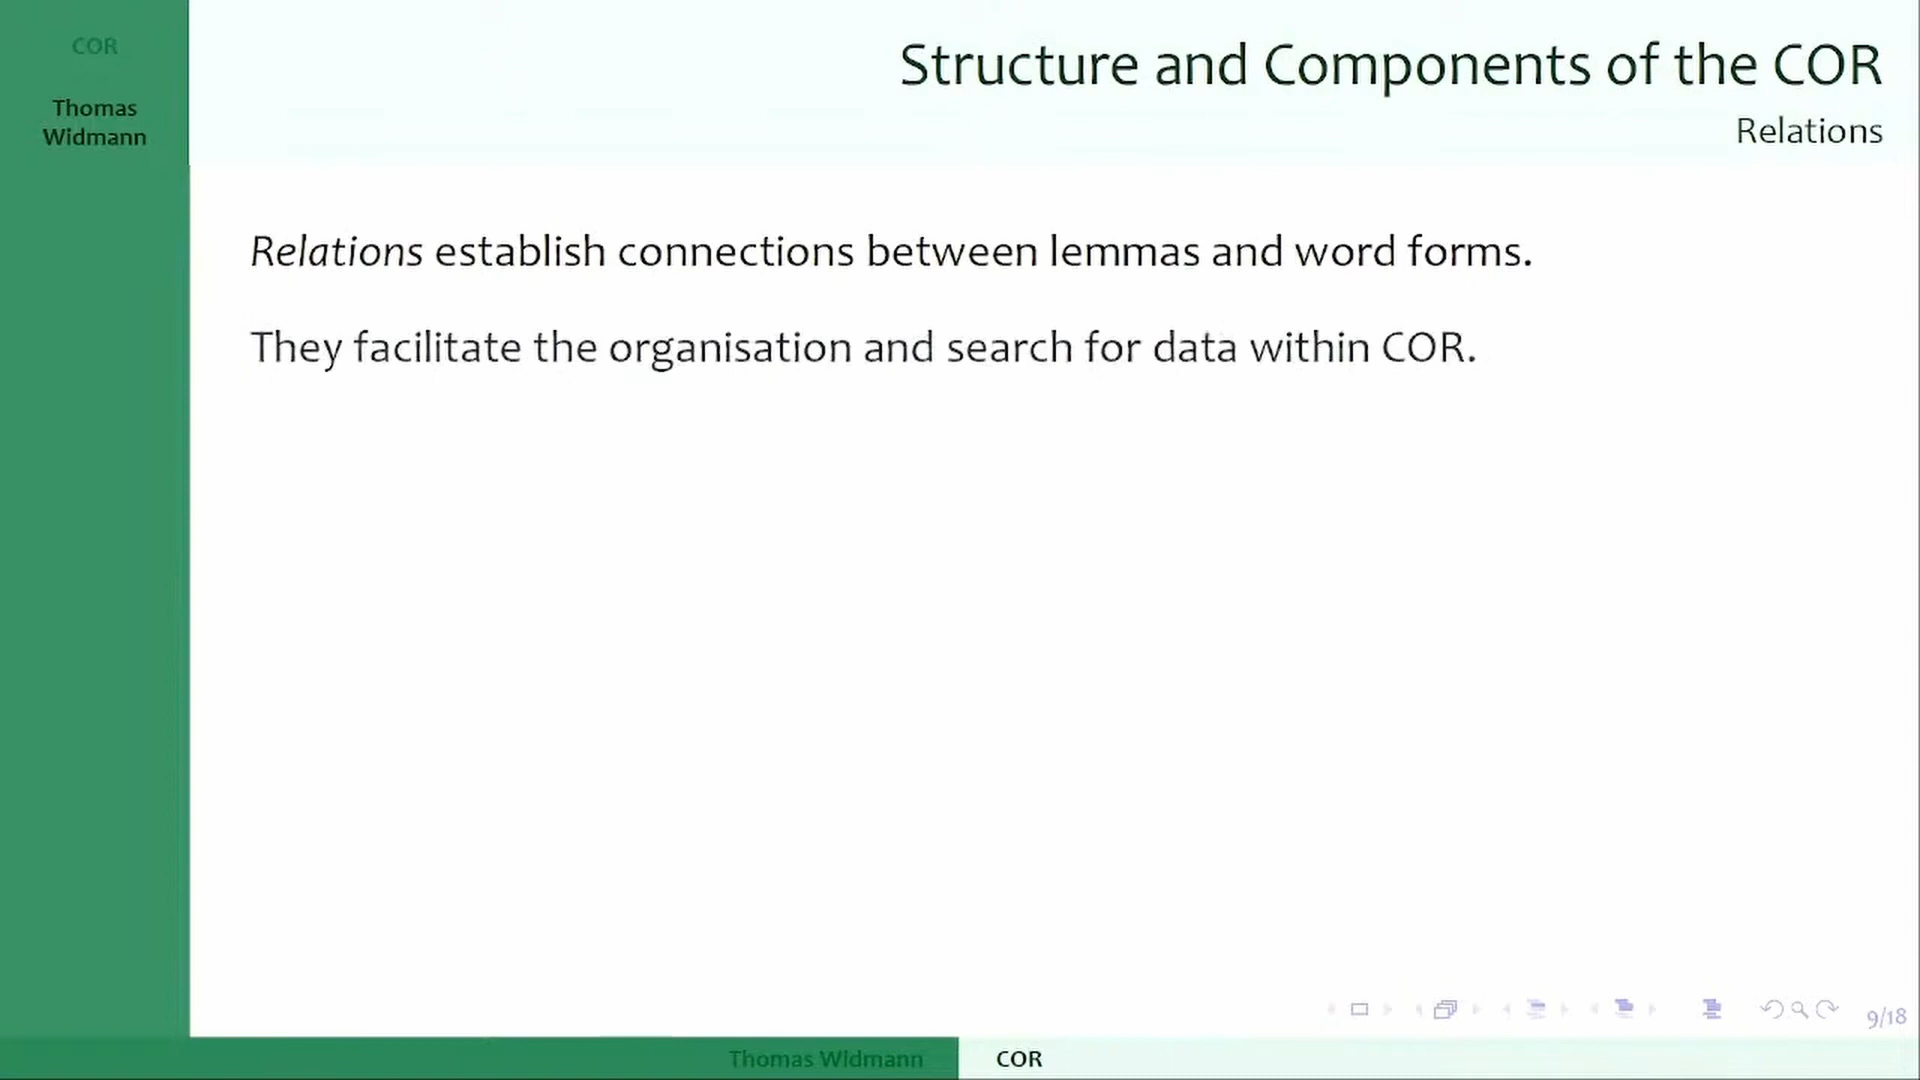 COR
Thomas
Widmann
Structure and Components of the COR
Relations
Relations establish connections between lemmas and word forms.
They facilitate the organisation and search for data within COR.
9/18
Thomas Widmann
COR